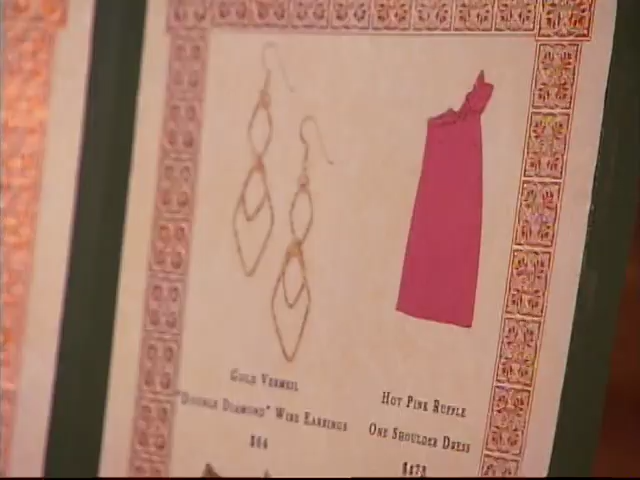 Gold Vermeil
"Double Diamond" Wire Earrings
$64
Hot Pink Ruffle
One Shoulder Dress